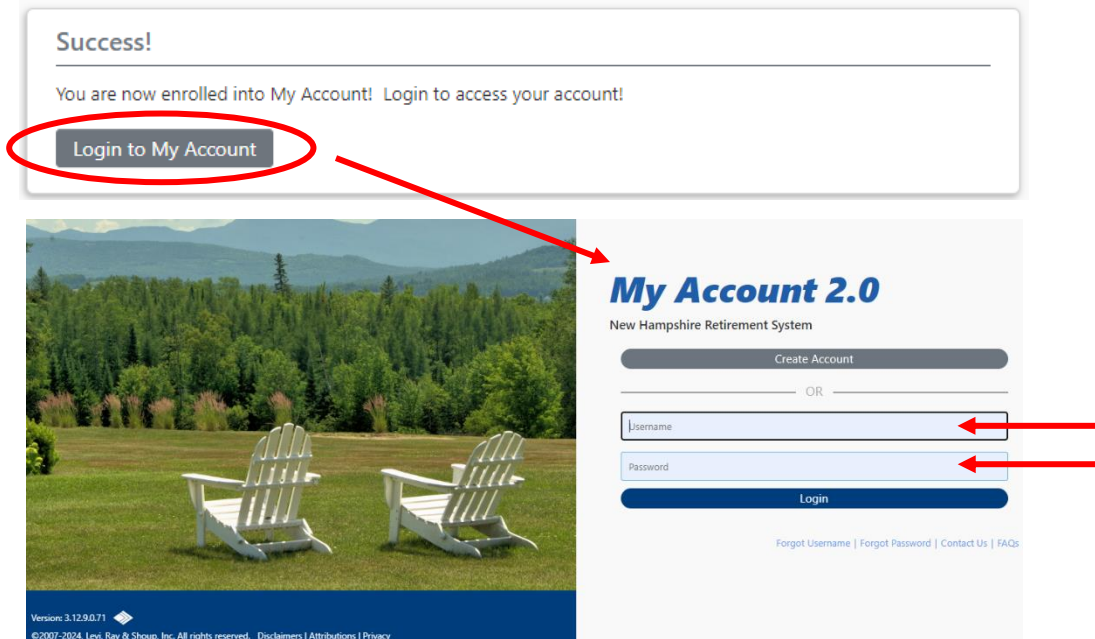 Success!
You are now enrolled into My Account! Login to access your account!
Login to My Account
My Account 2.0
New Hampshire Retirement System
Create Account
OR
Username
Password
Login
Forgot Username | Forgot Password | Contact Us | FAQs
Version: 3.12.9.0.71
©2007-2024. Levi, Ray & Shoup, Inc. All rights reserved. Disclaimers | Attributions | Privacy